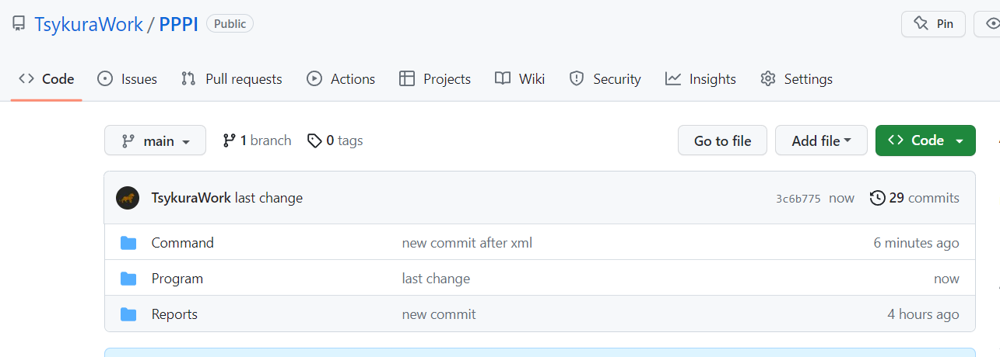 TsykuraWork / PPPI Public Pin
Code Issues Pull requests Actions Projects Wiki Security Insights Settings
main 1 branch 0 tags Go to file Add file Code
TsykuraWork last change 3c6b775 now 29 commits
Command new commit after xml 6 minutes ago
Program last change now
Reports new commit 4 hours ago